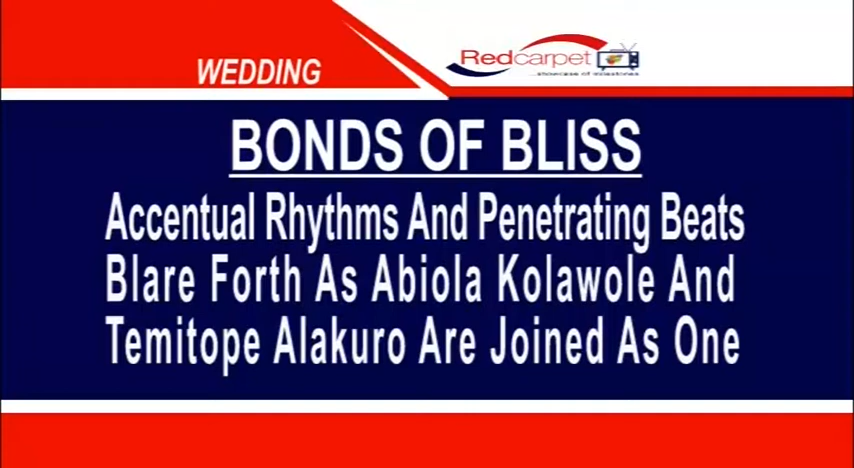 WEDDING
Redcarpet
...showcase of milestones
BONDS OF BLISS
Accentual Rhythms And Penetrating Beats
Blare Forth As Abiola Kolawole And
Temitope Alakuro Are Joined As One